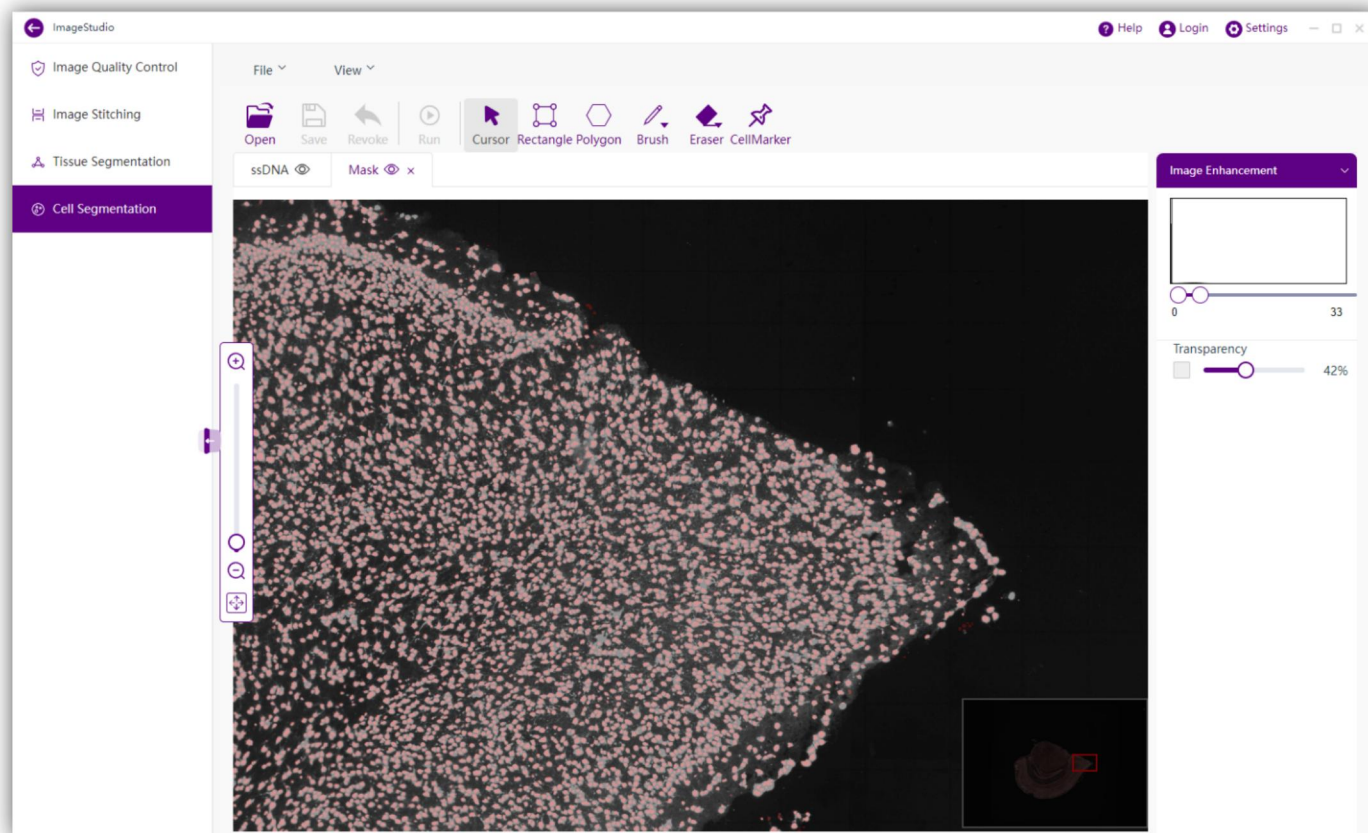 ImageStudio
Help Login Settings
Image Quality Control
Image Stitching
Tissue Segmentation
Cell Segmentation
File View
Open Save Revoke Run Cursor Rectangle Polygon Brush Eraser CellMarker
ssDNA Mask
Image Enhancement
0 33
Transparency
42%